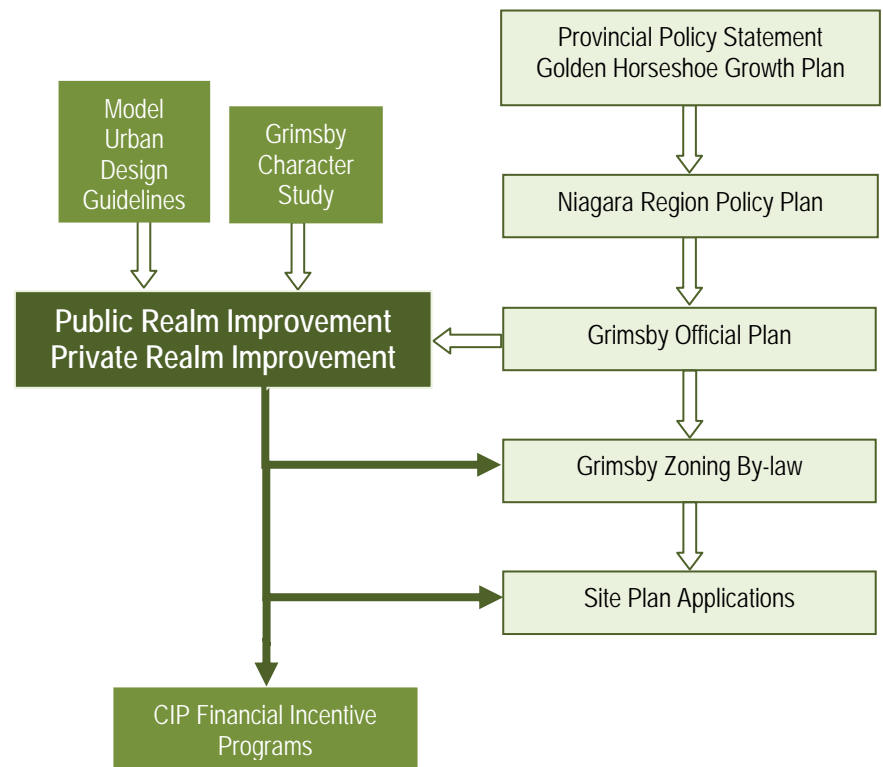 Provincial Policy Statement
Golden Horseshoe Growth Plan
Model
Urban
Design
Guidelines
Grimsby
Character
Study
Niagara Region Policy Plan
Public Realm Improvement
Private Realm Improvement
Grimsby Official Plan
Grimsby Zoning By-law
Site Plan Applications
CIP Financial Incentive
Programs